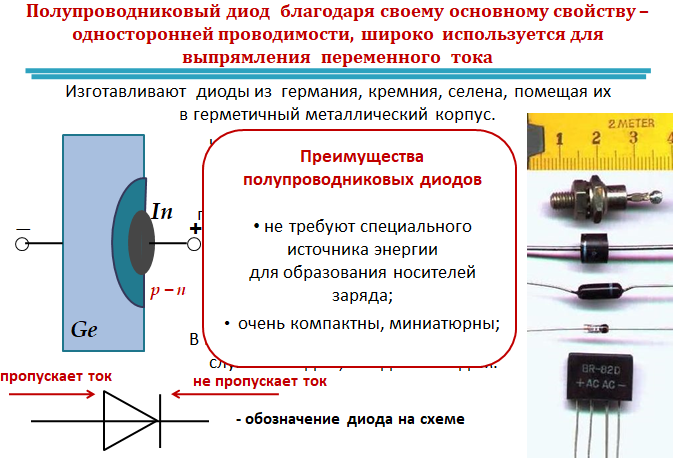 Полупроводниковый диод благодаря своему основному свойству –
односторонней проводимости, широко используется для
выпрямления переменного тока
Изготавливают диоды из германия, кремния, селена, помещая их
в герметичный металлический корпус.
Преимущества
полупроводниковых диодов
• не требуют специального
источника энергии
для образования носителей
заряда;
• очень компактны, миниатюрны;
In
p – n
Ge
–
+
В
пропускает ток
не пропускает ток
- обозначение диода на схеме
2 METER
1 2 3 4
BR-82D
+ AC AC –